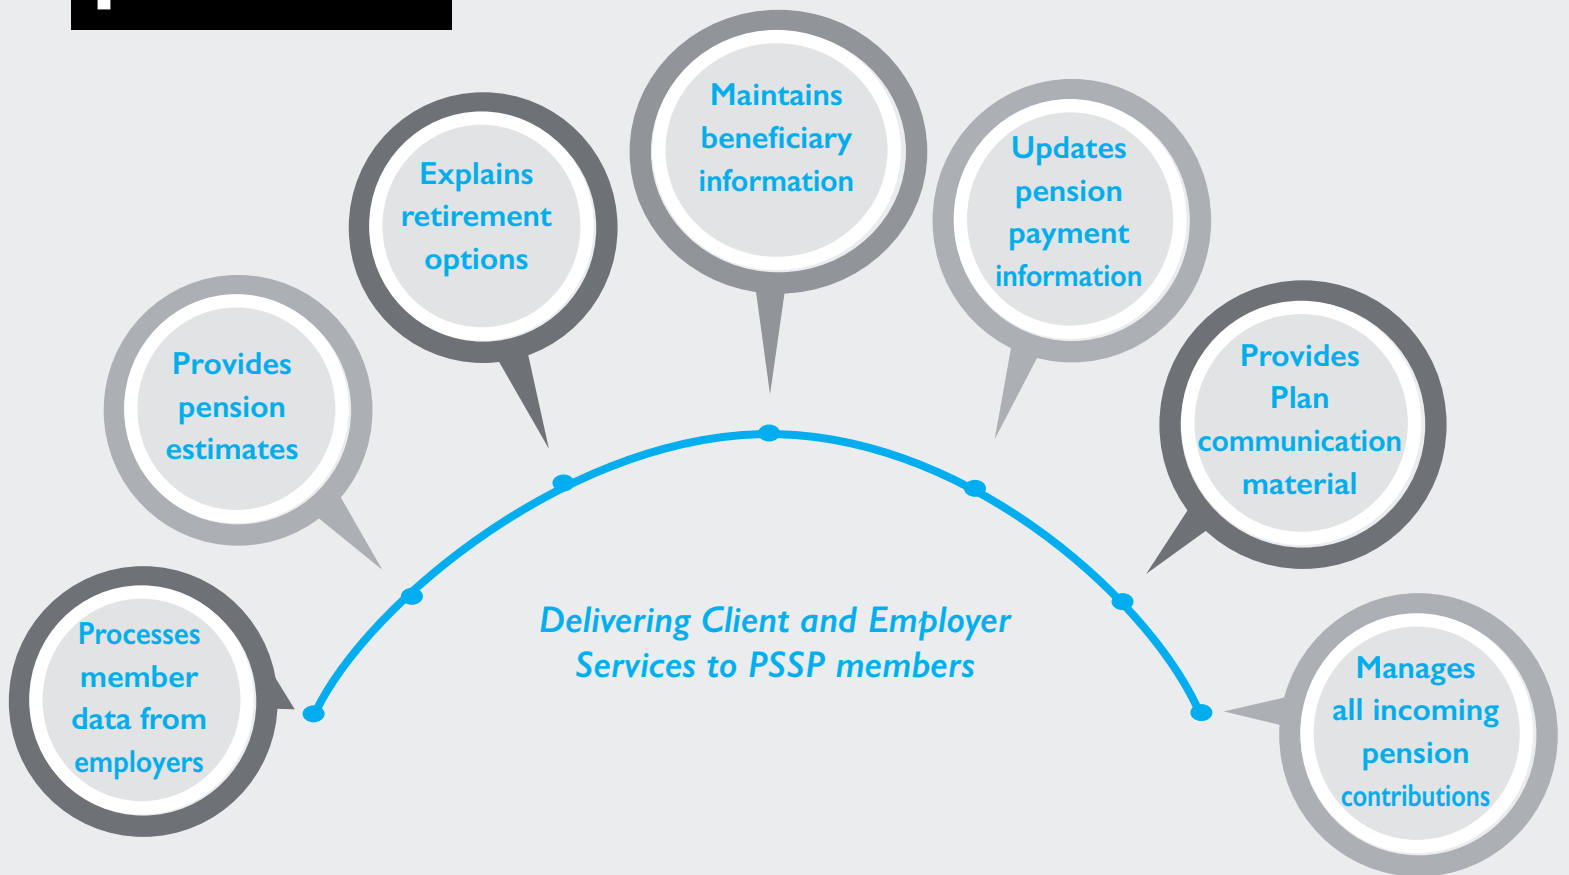 Processes
member
data from
employers
Provides
pension
estimates
Explains
retirement
options
Maintains
beneficiary
information
Updates
pension
payment
information
Provides
Plan
communication
material
Manages
all incoming
pension
contributions
Delivering Client and Employer
Services to PSSP members